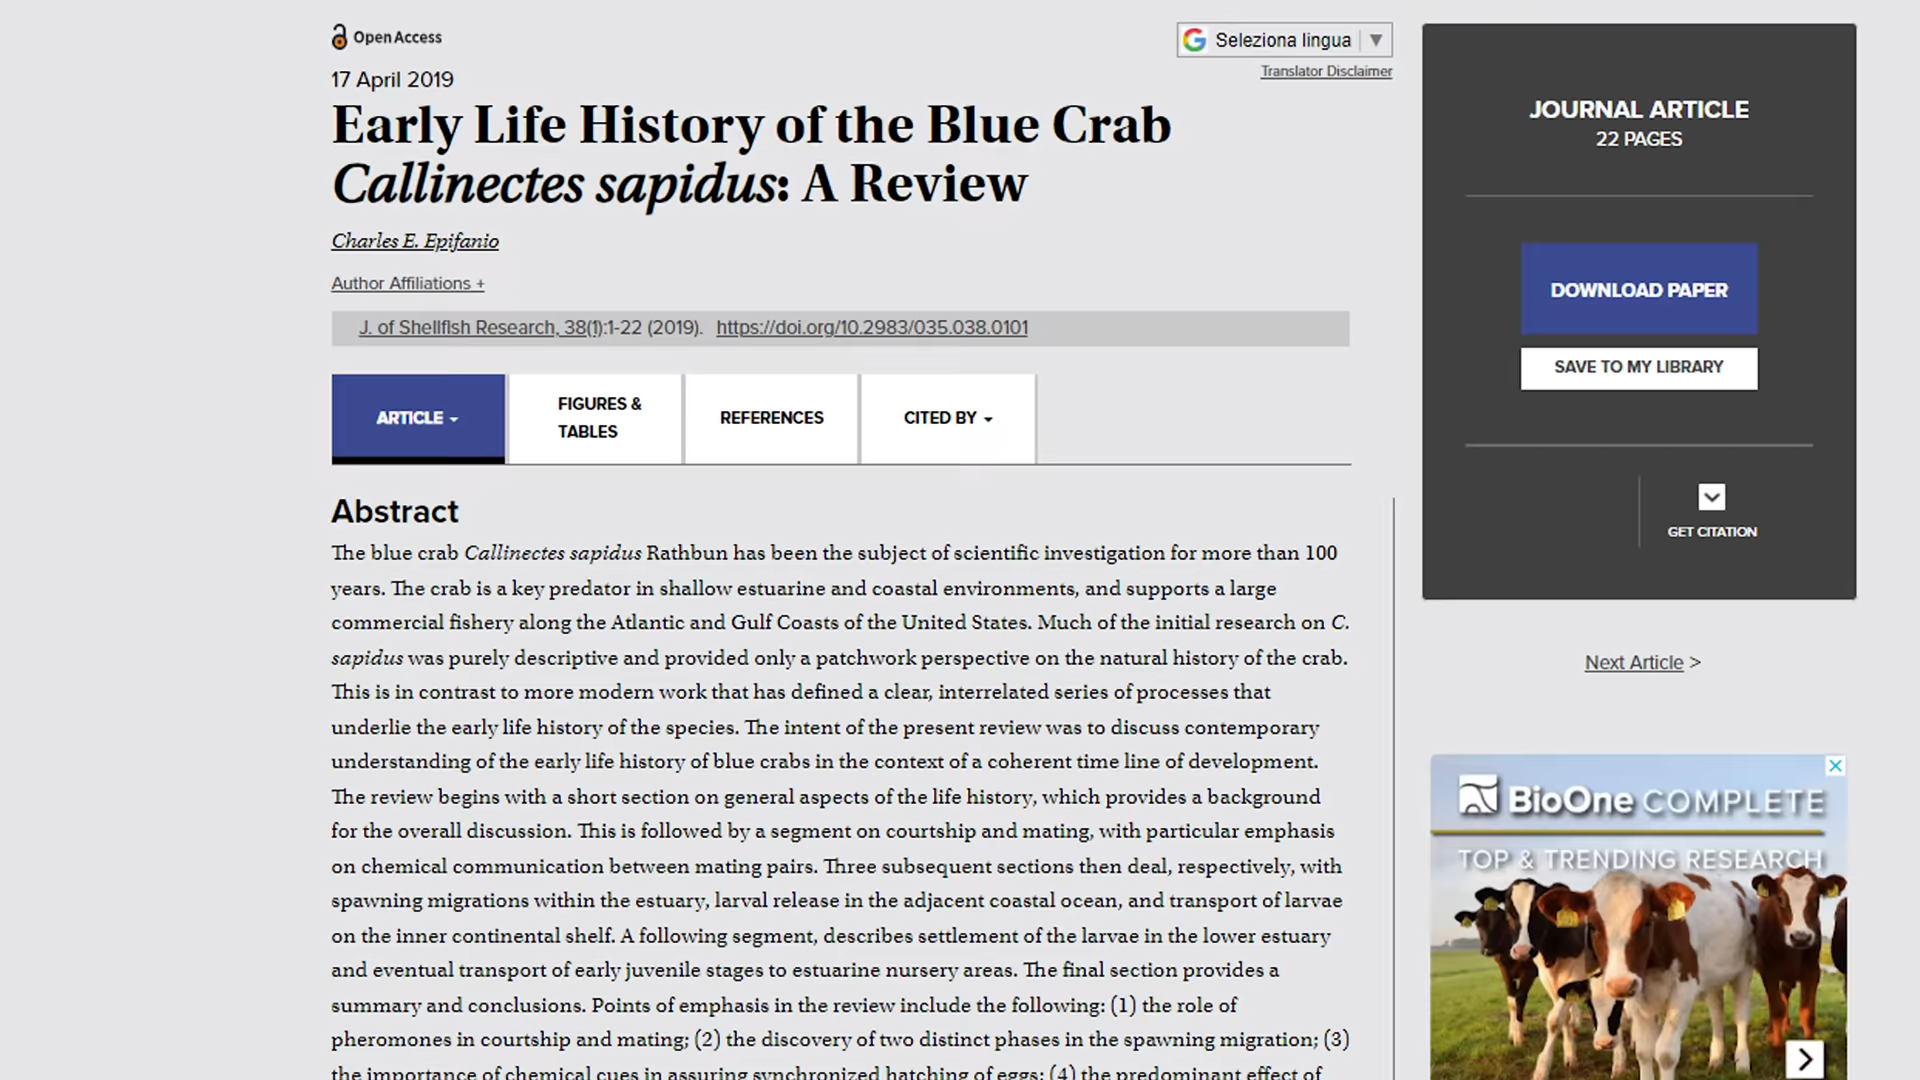 Open Access
Seleziona lingua ▼
Translator Disclaimer
17 April 2019
Early Life History of the Blue Crab
Callinectes sapidus: A Review
Charles E. Epifanio
Author Affiliations +
J. of Shellfish Research, 38(1):1-22 (2019). https://doi.org/10.2983/035.038.0101
ARTICLE
FIGURES &
TABLES
REFERENCES
CITED BY
Abstract
The blue crab Callinectes sapidus Rathbun has been the subject of scientific investigation for more than 100
years. The crab is a key predator in shallow estuarine and coastal environments, and supports a large
commercial fishery along the Atlantic and Gulf Coasts of the United States. Much of the initial research on C.
sapidus was purely descriptive and provided only a patchwork perspective on the natural history of the crab.
This is in contrast to more modern work that has defined a clear, interrelated series of processes that
underlie the early life history of the species. The intent of the present review was to discuss contemporary
understanding of the early life history of blue crabs in the context of a coherent time line of development.
The review begins with a short section on general aspects of the life history, which provides a background
for the overall discussion. This is followed by a segment on courtship and mating, with particular emphasis
on chemical communication between mating pairs. Three subsequent sections then deal, respectively, with
spawning migrations within the estuary, larval release in the adjacent coastal ocean, and transport of larvae
on the inner continental shelf. A following segment, describes settlement of the larvae in the lower estuary
and eventual transport of early juvenile stages to estuarine nursery areas. The final section provides a
summary and conclusions. Points of emphasis in the review include the following: (1) the role of
pheromones in courtship and mating; (2) the discovery of two distinct phases in the spawning migration; (3)
the importance of chemical cues in assuring synchronized hatching of eggs; (4) the predominant effect of
JOURNAL ARTICLE
22 PAGES
DOWNLOAD PAPER
SAVE TO MY LIBRARY
GET CITATION
Next Article >
BioOne COMPLETE
TOP & TRENDING RESEARCH